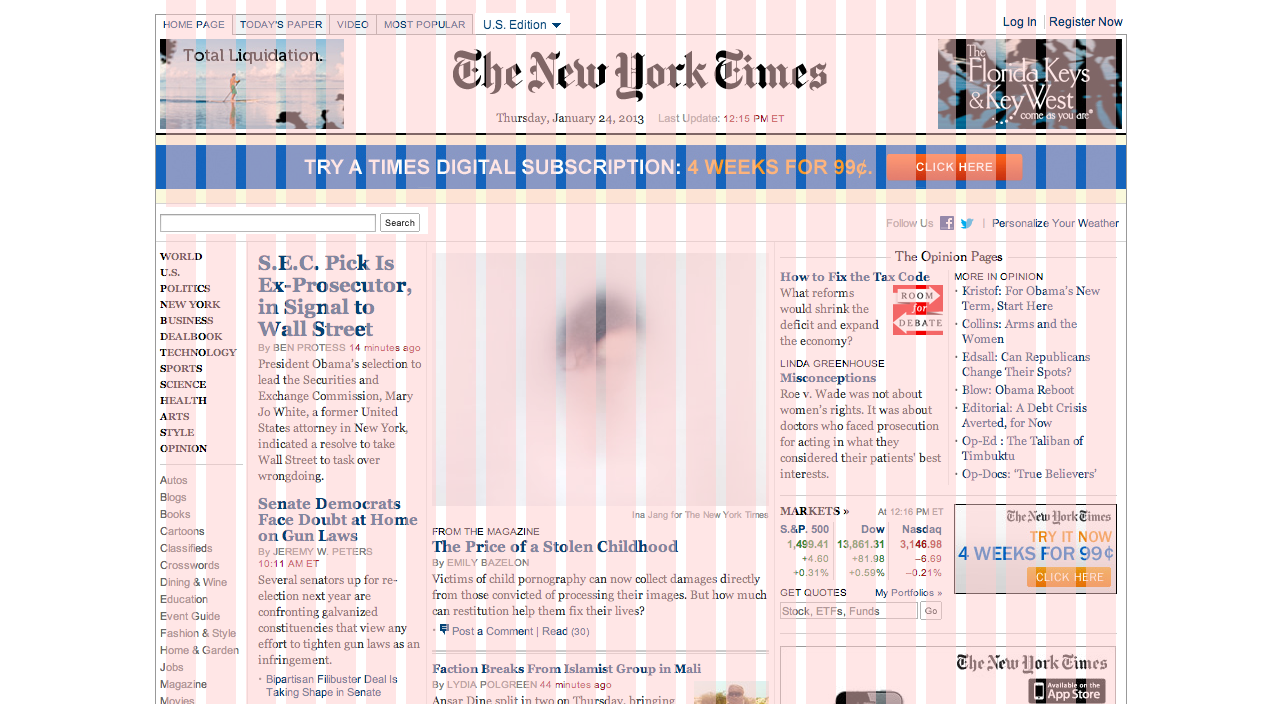 HOME PAGE
TODAY'S PAPER
VIDEO
MOST POPULAR
U.S. Edition
Log In
Register Now
Total Liquidation.
The New York Times
Thursday, January 24, 2013
Last Update: 12:15 PM ET
The
Florida Keys
& Key West
...come as you are®
TRY A TIMES DIGITAL SUBSCRIPTION: 4 WEEKS FOR 99¢.
CLICK HERE
Search
Follow Us
Personalize Your Weather
WORLD
U.S.
POLITICS
NEW YORK
BUSINESS
DEALBOOK
TECHNOLOGY
SPORTS
SCIENCE
HEALTH
ARTS
STYLE
OPINION
Autos
Blogs
Books
Cartoons
Classifieds
Crosswords
Dining & Wine
Education
Event Guide
Fashion & Style
Home & Garden
Jobs
Magazine
Movies
S.E.C. Pick Is
Ex-Prosecutor,
in Signal to
Wall Street
By BEN PROTESS 14 minutes ago
President Obama's selection to
lead the Securities and
Exchange Commission, Mary
Jo White, a former United
States attorney in New York,
indicated a resolve to take
Wall Street to task over
wrongdoing.
Senate Democrats
Face Doubt at Home
on Gun Laws
By JEREMY W. PETERS
10:11 AM ET
Several senators up for re-
election next year are
confronting galvanized
constituencies that view any
effort to tighten gun laws as an
infringement.
· Bipartisan Filibuster Deal Is
Taking Shape in Senate
Ina Jang for The New York Times
FROM THE MAGAZINE
The Price of a Stolen Childhood
By EMILY BAZELON
Victims of child pornography can now collect damages directly
from those convicted of processing their images. But how much
can restitution help them fix their lives?
· Post a Comment | Read (30)
Faction Breaks From Islamist Group in Mali
By LYDIA POLGREEN 44 minutes ago
Ansar Dine split in two on Thursday, bringing
The Opinion Pages
How to Fix the Tax Code
What reforms
would shrink the
deficit and expand
the economy?
ROOM
for
DEBATE
LINDA GREENHOUSE
Misconceptions
Roe v. Wade was not about
women's rights. It was about
doctors who faced prosecution
for acting in what they
considered their patients' best
interests.
MORE IN OPINION
· Kristof: For Obama's New
Term, Start Here
· Collins: Arms and the
Women
· Edsall: Can Republicans
Change Their Spots?
· Blow: Obama Reboot
· Editorial: A Debt Crisis
Averted, for Now
· Op-Ed : The Taliban of
Timbuktu
· Op-Docs: 'True Believers'
MARKETS »
At 12:16 PM ET
S.&P. 500 Dow Nasdaq
1,499.41 13,861.31 3,146.98
+4.60 +81.98 –6.69
+0.31% +0.59% –0.21%
GET QUOTES
My Portfolios »
Stock, ETFs, Funds
Go
The New York Times
TRY IT NOW
4 WEEKS FOR 99¢
CLICK HERE
The New York Times
Available on the
App Store